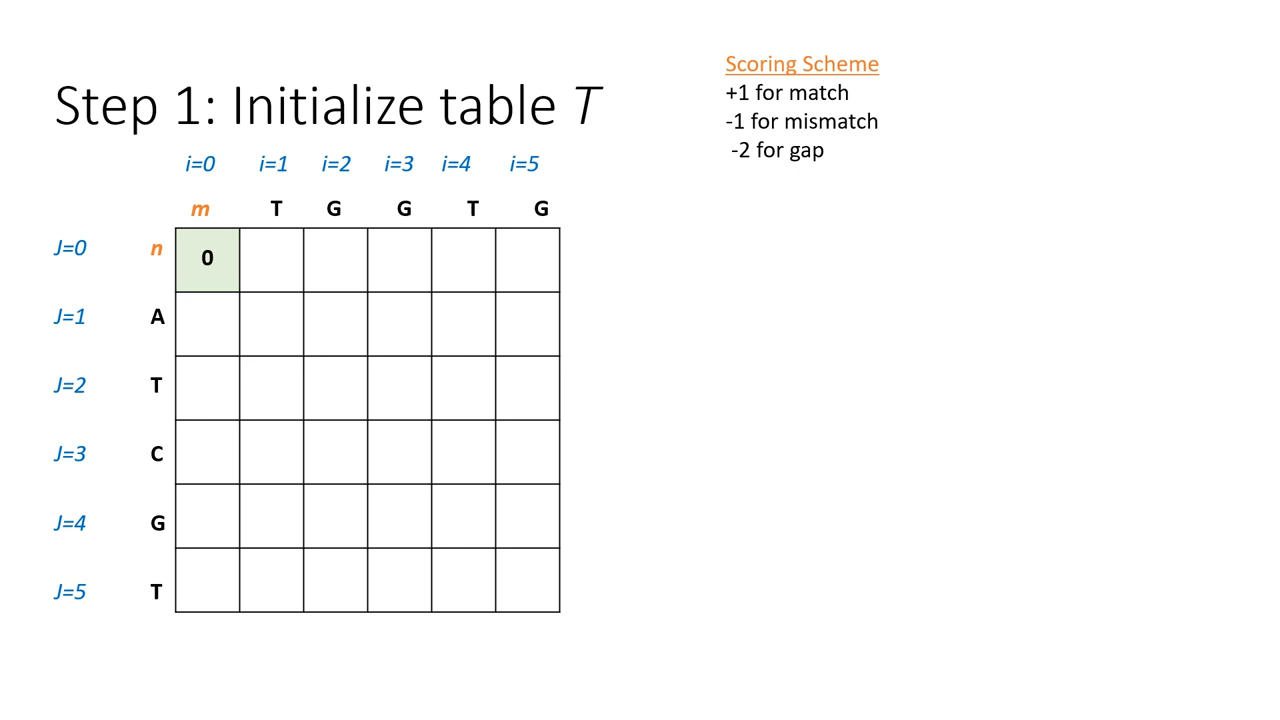 Scoring Scheme
+1 for match
-1 for mismatch
-2 for gap
Step 1: Initialize table T
i=0 i=1 i=2 i=3 i=4 i=5
m T G G T G
J=0 n 0
J=1 A
J=2 T
J=3 C
J=4 G
J=5 T